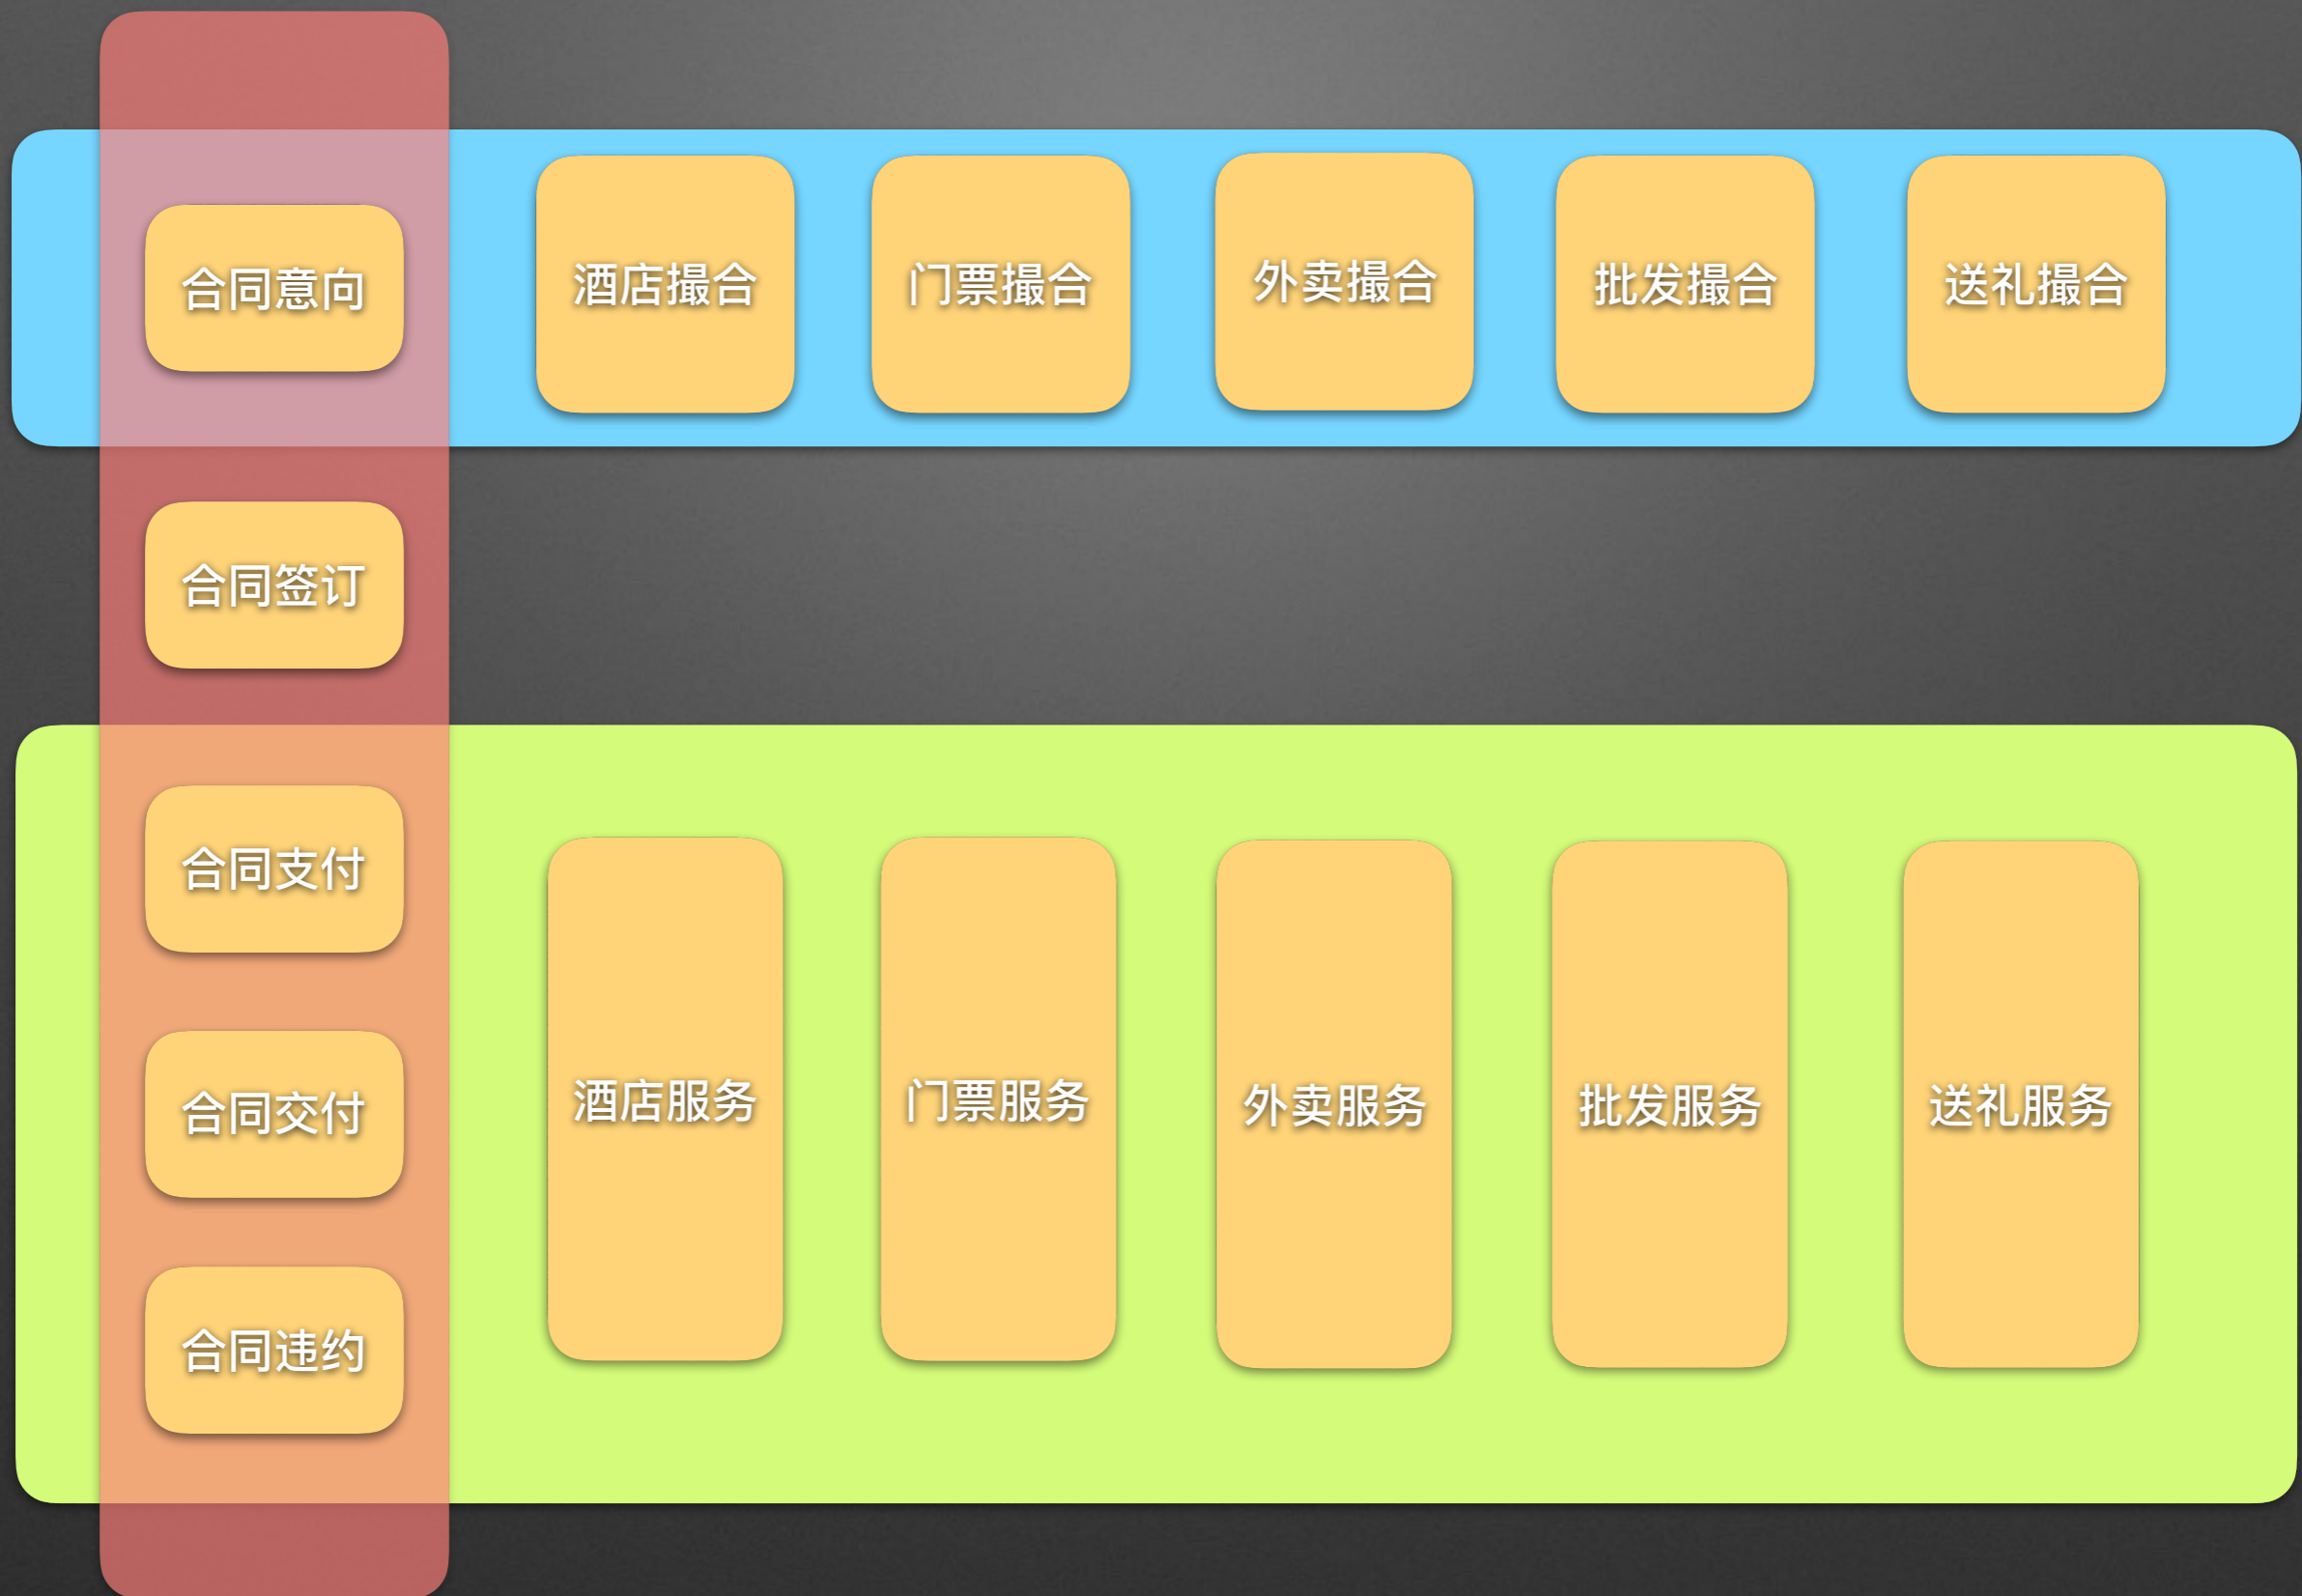 合同意向
酒店撮合
门票撮合
外卖撮合
批发撮合
送礼撮合
合同签订
合同支付
合同交付
合同违约
酒店服务
门票服务
外卖服务
批发服务
送礼服务